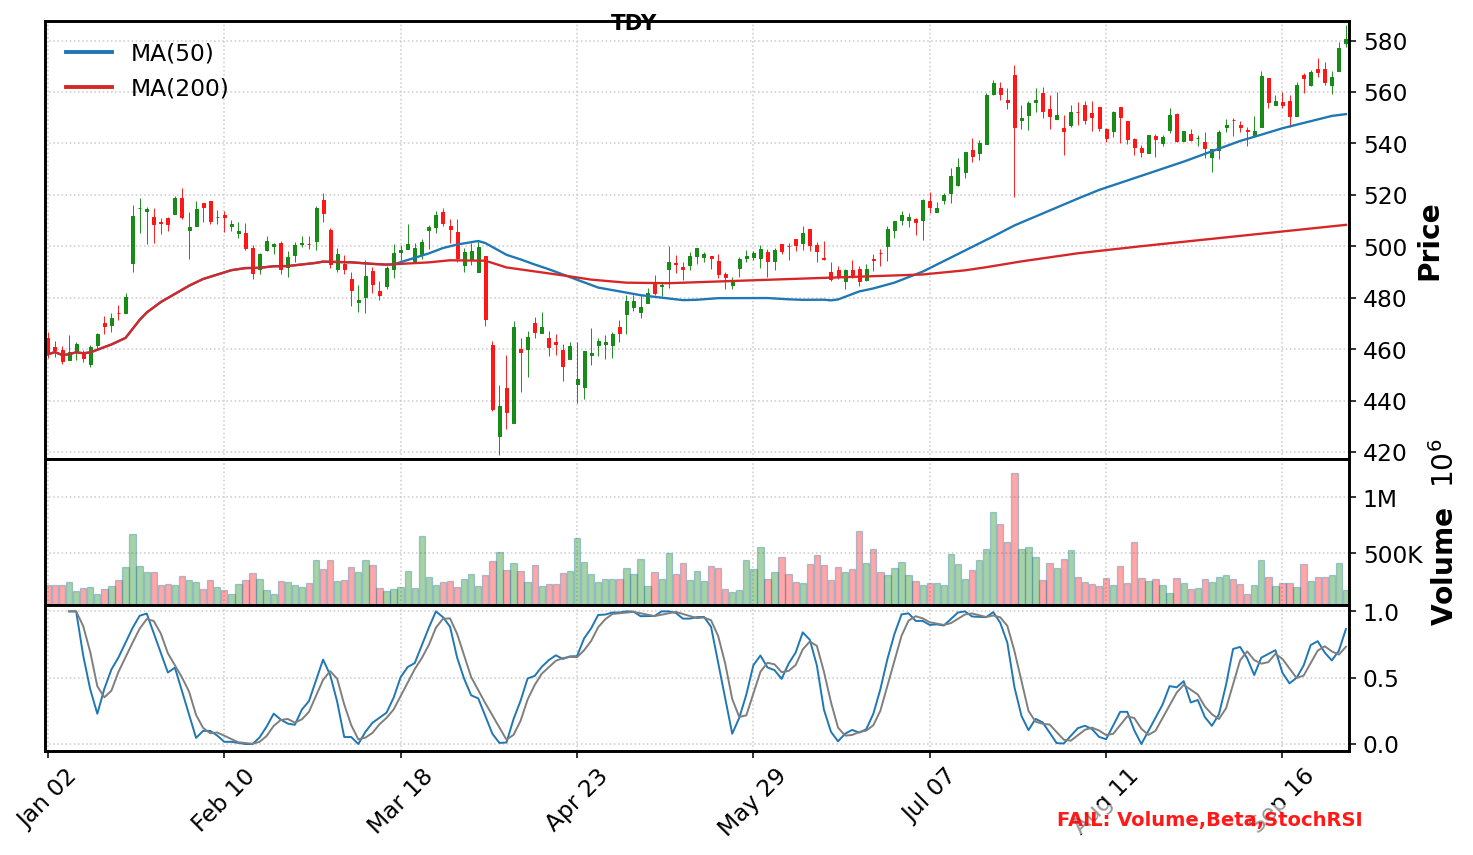 TDY
MA(50)
MA(200)
580
560
540
520
500
480
460
440
420
Price
1M
500K
Volume 10^6
1.0
0.5
0.0
Jan 02
Feb 10
Mar 18
Apr 23
May 29
Jul 07
Aug 11
Sep 16
FAIL: Volume,Beta,StochRSI